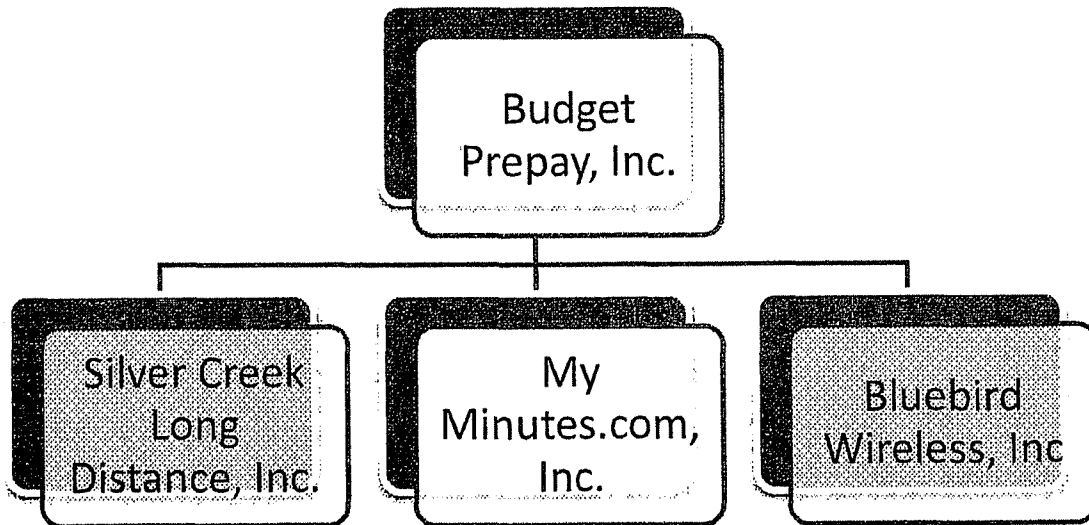 Budget
Prepay, Inc.
Silver Creek
Long
Distance, Inc.
My
Minutes.com,
Inc.
Bluebird
Wireless, Inc